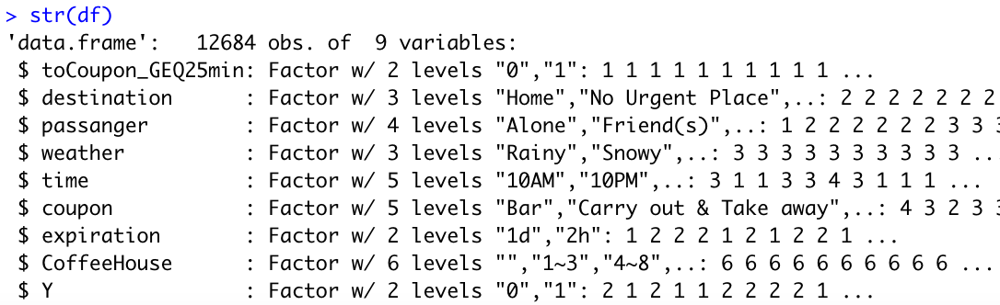 > str(df)
'data.frame':   12684 obs. of  9 variables:
 $ toCoupon_GEQ25min: Factor w/ 2 levels "0","1": 1 1 1 1 1 1 1 1 1 1 ...
 $ destination      : Factor w/ 3 levels "Home","No Urgent Place",..: 2 2 2 2 2 2 2
 $ passanger        : Factor w/ 4 levels "Alone","Friend(s)",..: 1 2 2 2 2 2 2 3 3 3
 $ weather          : Factor w/ 3 levels "Rainy","Snowy",..: 3 3 3 3 3 3 3 3 3 3 ...
 $ time             : Factor w/ 5 levels "10AM","10PM",..: 3 1 1 3 3 4 3 1 1 1 ...
 $ coupon           : Factor w/ 5 levels "Bar","Carry out & Take away",..: 4 3 2 3 3
 $ expiration       : Factor w/ 2 levels "1d","2h": 1 2 2 2 1 2 1 2 2 1 ...
 $ CoffeeHouse      : Factor w/ 6 levels "","1~3","4~8",..: 6 6 6 6 6 6 6 6 6 6 ...
 $ Y                : Factor w/ 2 levels "0","1": 2 1 2 1 1 2 2 2 2 1 ...